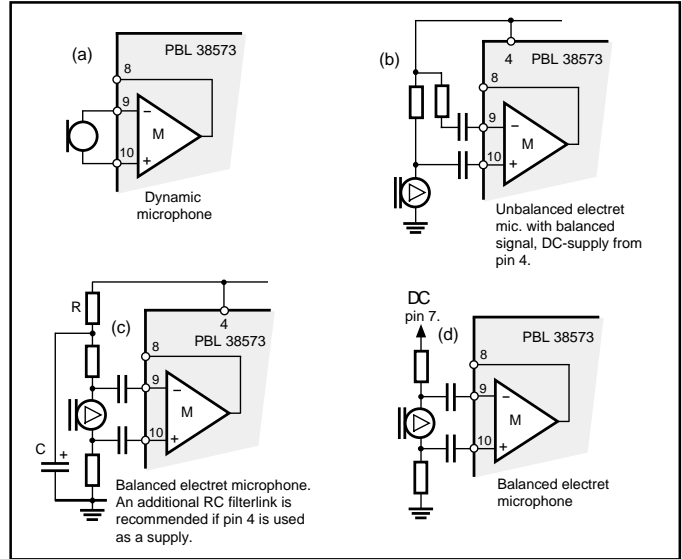 (a)
PBL 38573
8
9
–
M
10
+
Dynamic
microphone
(b)
4
PBL 38573
8
9
–
M
10
+
Unbalanced electret
mic. with balanced
signal, DC-supply from
pin 4.
R
(c)
4
PBL 38573
8
9
–
M
10
+
C
+
Balanced electret microphone.
An additional RC filterlink is
recommended if pin 4 is used
as a supply.
DC
pin 7.
(d)
PBL 38573
8
9
–
M
10
+
Balanced electret
microphone